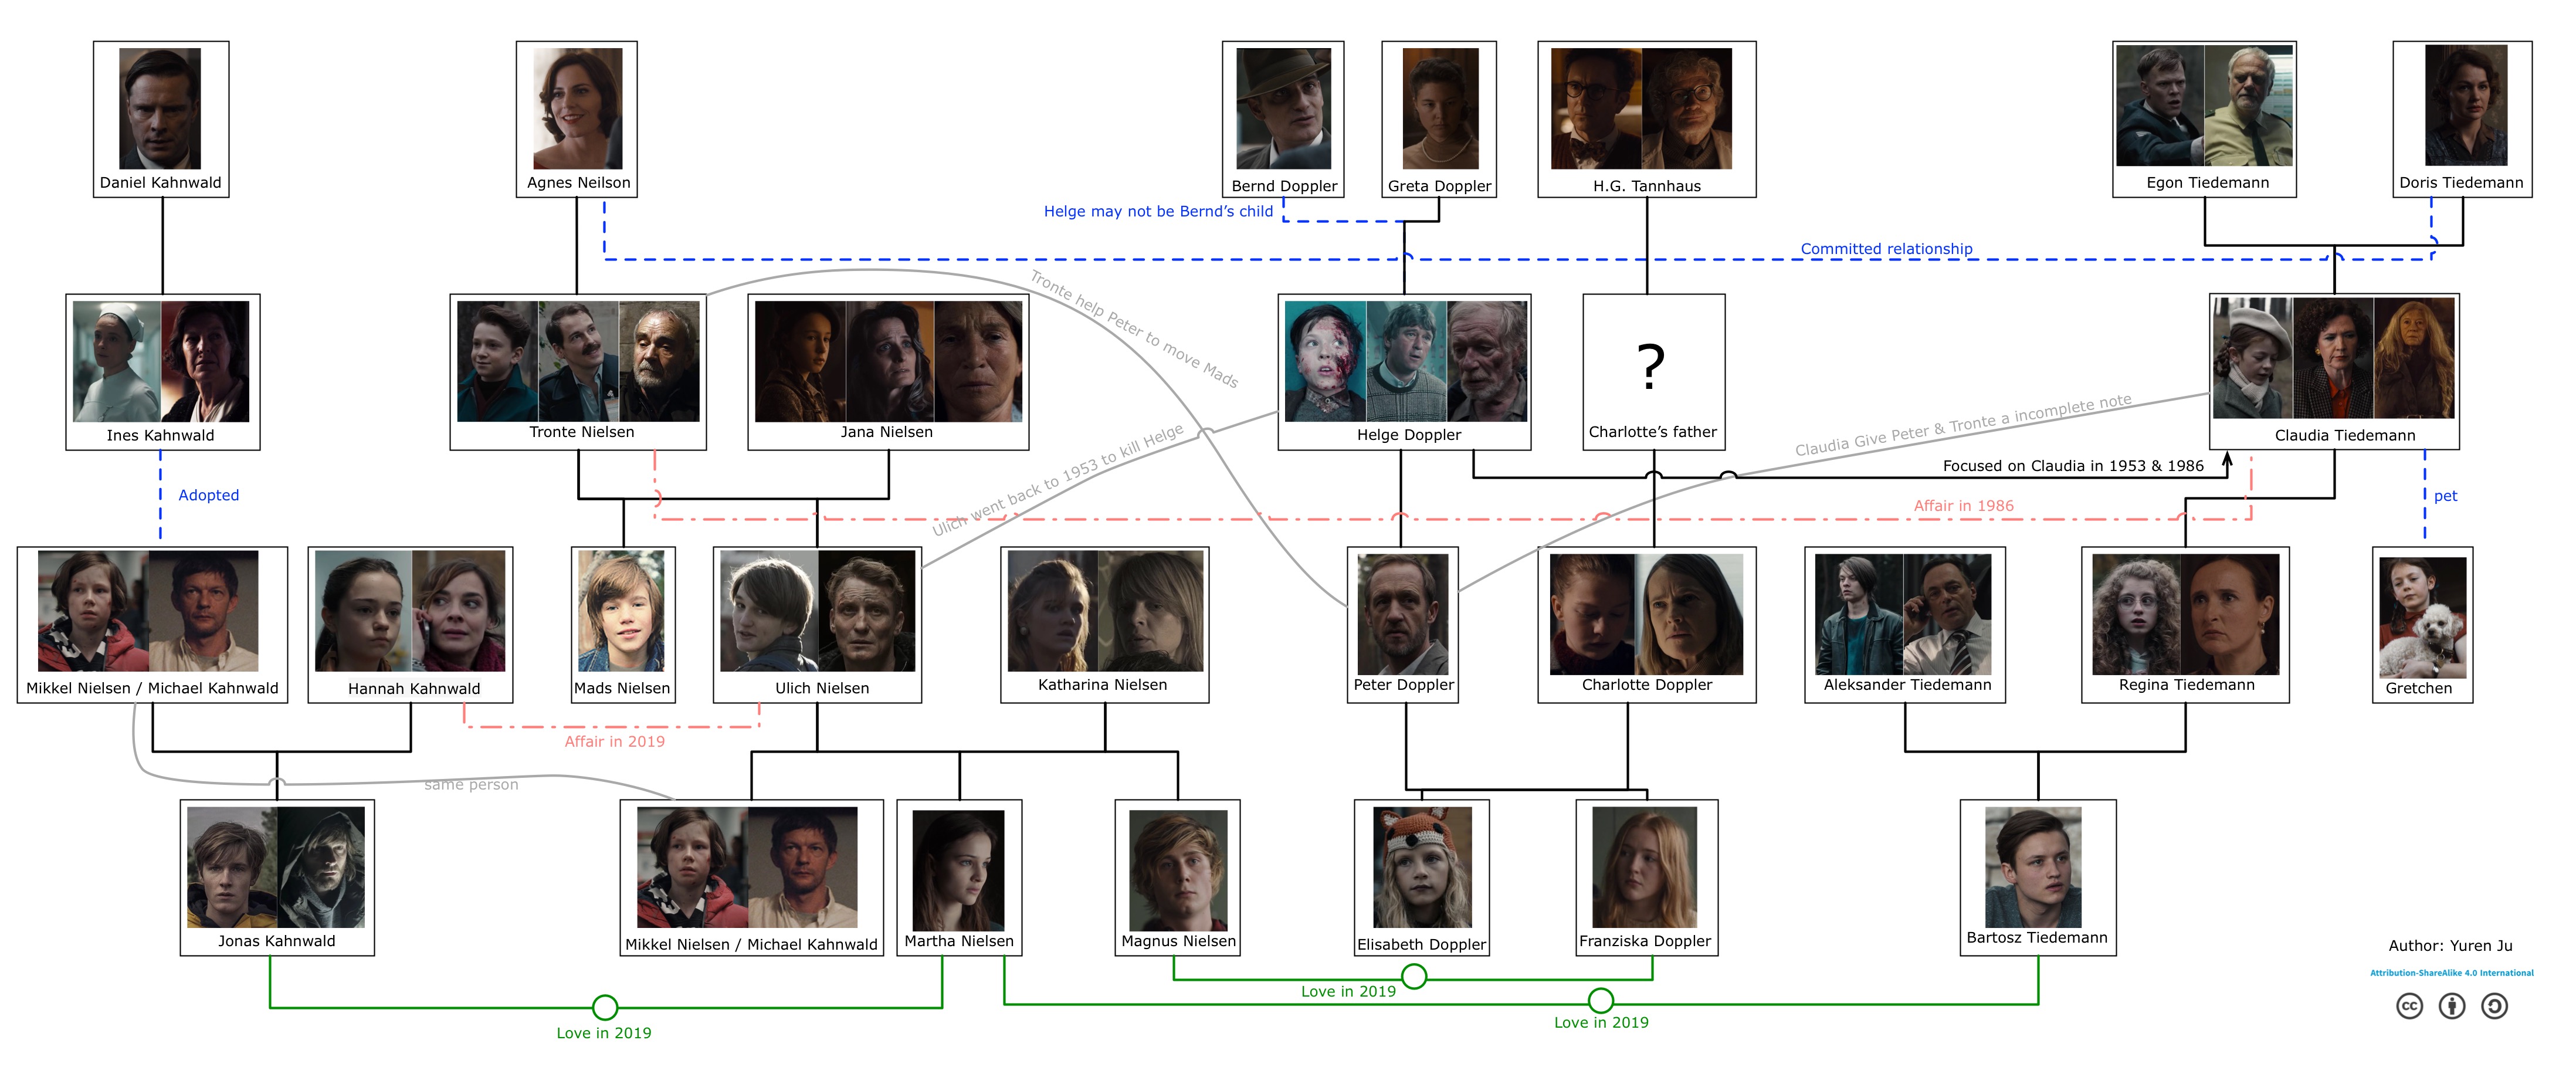 Daniel Kahnwald
Agnes Neilson
Bernd Doppler
Greta Doppler
H.G. Tannhaus
Egon Tiedemann
Doris Tiedemann
Helge may not be Bernd’s child
Committed relationship
Tronte help Peter to move Mads
Ines Kahnwald
Tronte Nielsen
Jana Nielsen
Helge Doppler
?
Charlotte’s father
Claudia Tiedemann
Ulich went back to 1953 to kill Helge
Claudia Give Peter & Tronte a incomplete note
Focused on Claudia in 1953 & 1986
Adopted
Affair in 1986
pet
Mikkel Nielsen / Michael Kahnwald
Hannah Kahnwald
Mads Nielsen
Ulich Nielsen
Katharina Nielsen
Peter Doppler
Charlotte Doppler
Aleksander Tiedemann
Regina Tiedemann
Gretchen
Affair in 2019
same person
Jonas Kahnwald
Mikkel Nielsen / Michael Kahnwald
Martha Nielsen
Magnus Nielsen
Elisabeth Doppler
Franziska Doppler
Bartosz Tiedemann
Love in 2019
Love in 2019
Love in 2019
Author: Yuren Ju
Attribution-ShareAlike 4.0 International
cc